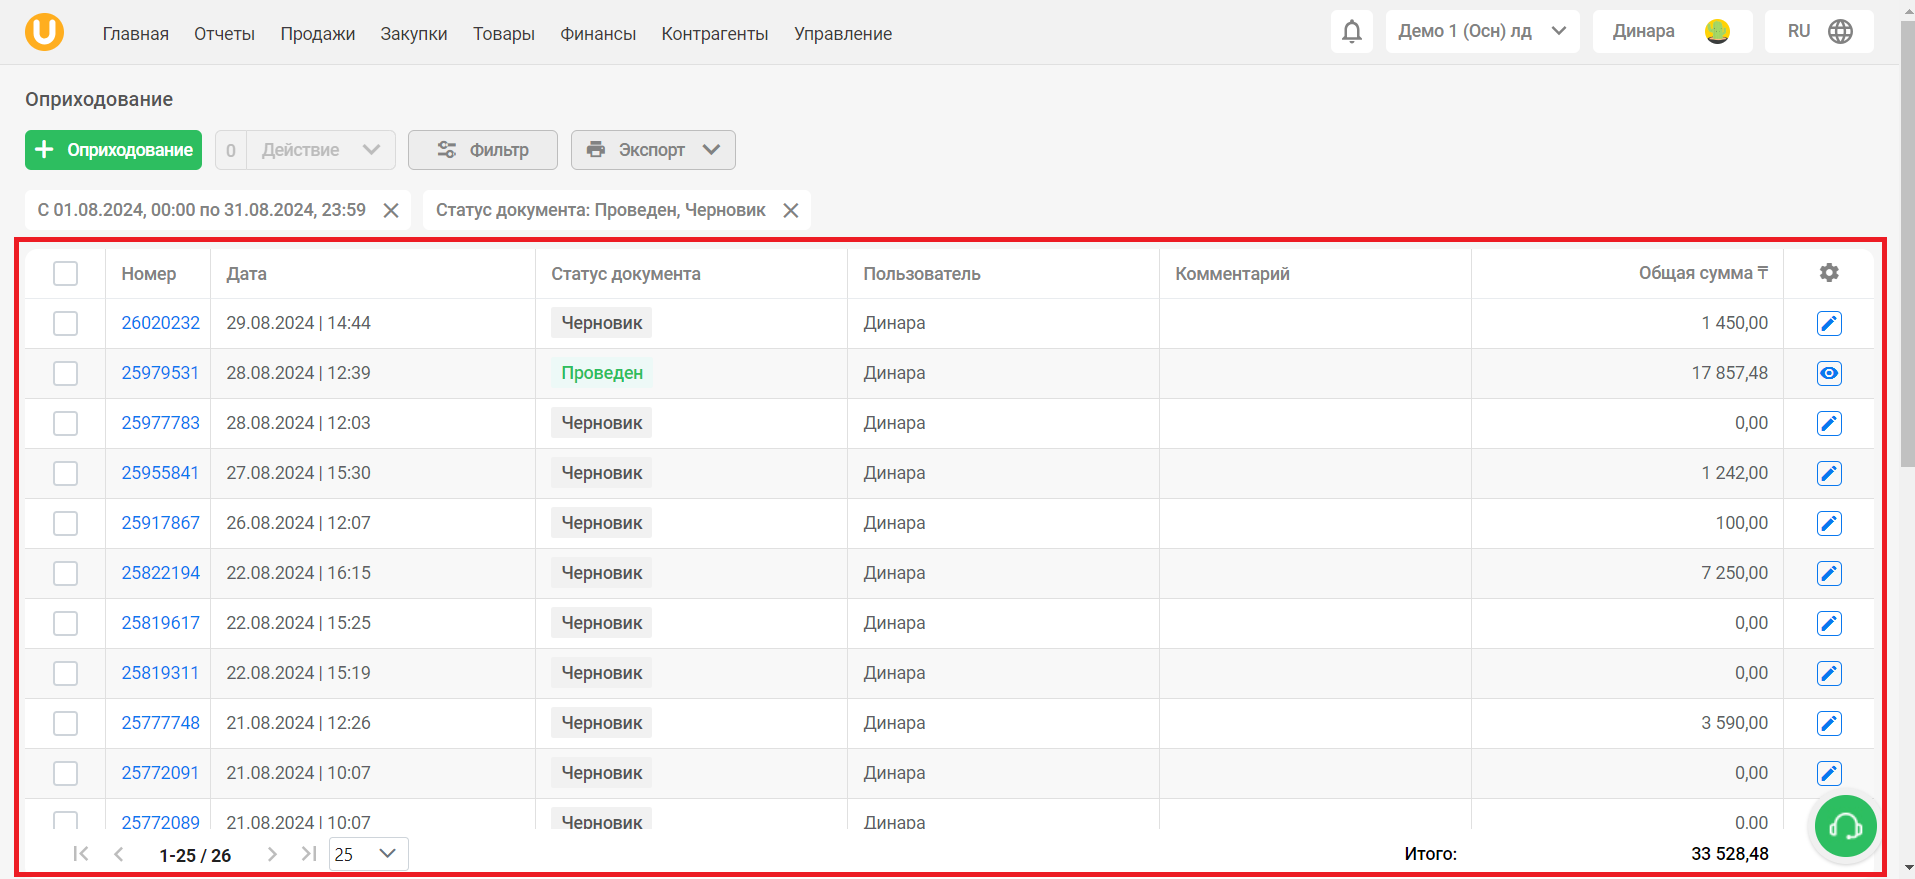 U Главная Отчеты Продажи Закупки Товары Финансы Контрагенты Управление Демо 1 (Осн) лд Динара RU
Оприходование
Оприходование 0 Действие Фильтр Экспорт
С 01.08.2024, 00:00 по 31.08.2024, 23:59 Статус документа: Проведен, Черновик
Номер Дата Статус документа Пользователь Комментарий Общая сумма ₸
26020232 29.08.2024 | 14:44 Черновик Динара 1 450,00
25979531 28.08.2024 | 12:39 Проведен Динара 17 857,48
25977783 28.08.2024 | 12:03 Черновик Динара 0,00
25955841 27.08.2024 | 15:30 Черновик Динара 1 242,00
25917867 26.08.2024 | 12:07 Черновик Динара 100,00
25822194 22.08.2024 | 16:15 Черновик Динара 7 250,00
25819617 22.08.2024 | 15:25 Черновик Динара 0,00
25819311 22.08.2024 | 15:19 Черновик Динара 0,00
25777748 21.08.2024 | 12:26 Черновик Динара 3 590,00
25772091 21.08.2024 | 10:07 Черновик Динара 0,00
25772089 21.08.2024 | 10:07 Черновик Динара 0,00
1-25 / 26 25 Итого: 33 528,48